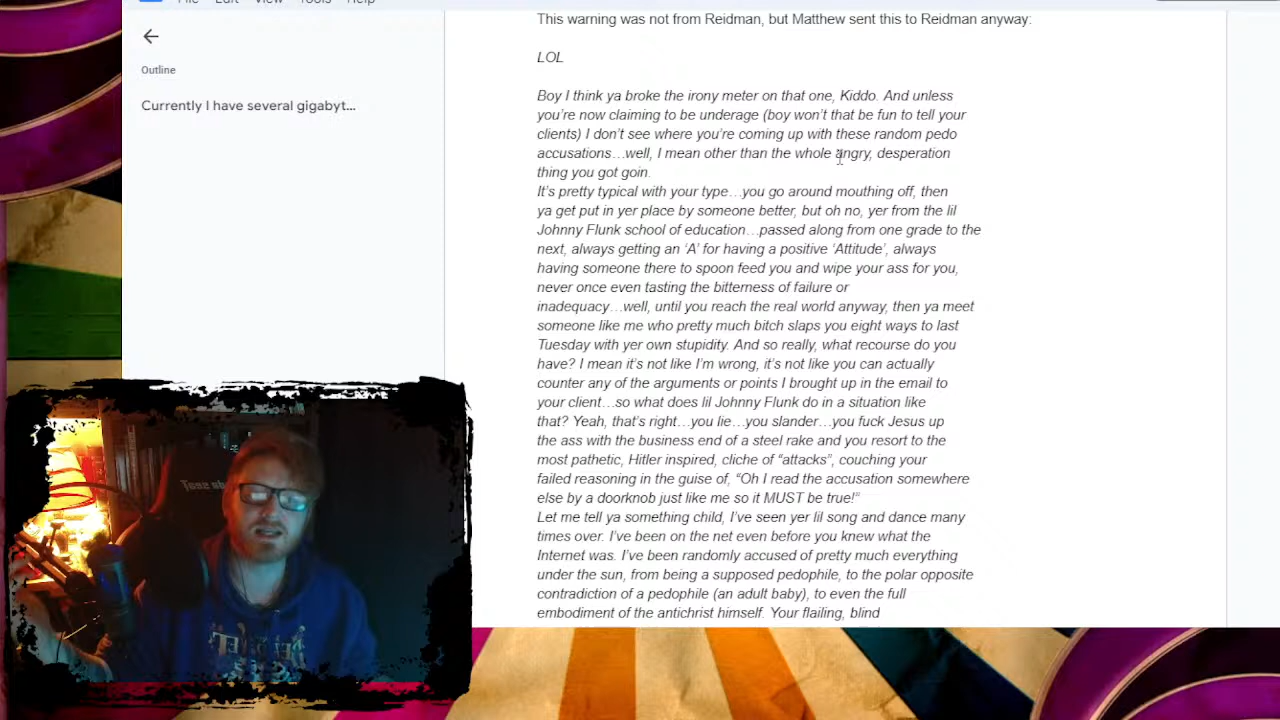 File Edit View Tools Help
Outline
Currently I have several gigabyt...
This warning was not from Reidman, but Matthew sent this to Reidman anyway:
LOL
Boy I think ya broke the irony meter on that one, Kiddo. And unless
you're now claiming to be underage (boy won't that be fun to tell your
clients) I don't see where you're coming up with these random pedo
accusations…well, I mean other than the whole angry, desperation
thing you got goin.
It's pretty typical with your type…you go around mouthing off, then
ya get put in yer place by someone better, but oh no, yer from the lil
Johnny Flunk school of education…passed along from one grade to the
next, always getting an 'A' for having a positive 'Attitude', always
having someone there to spoon feed you and wipe your ass for you,
never once even tasting the bitterness of failure or
inadequacy…well, until you reach the real world anyway, then ya meet
someone like me who pretty much bitch slaps you eight ways to last
Tuesday with yer own stupidity. And so really, what recourse do you
have? I mean it's not like I'm wrong, it's not like you can actually
counter any of the arguments or points I brought up in the email to
your client…so what does lil Johnny Flunk do in a situation like
that? Yeah, that's right…you lie…you slander…you fuck Jesus up
the ass with the business end of a steel rake and you resort to the
most pathetic, Hitler inspired, cliche of "attacks", couching your
failed reasoning in the guise of, "Oh I read the accusation somewhere
else by a doorknob just like me so it MUST be true!"
Let me tell ya something child, I've seen yer lil song and dance many
times over. I've been on the net even before you knew what the
Internet was. I've been randomly accused of pretty much everything
under the sun, from being a supposed pedophile, to the polar opposite
contradiction of a pedophile (an adult baby), to even the full
embodiment of the antichrist himself. Your flailing, blind